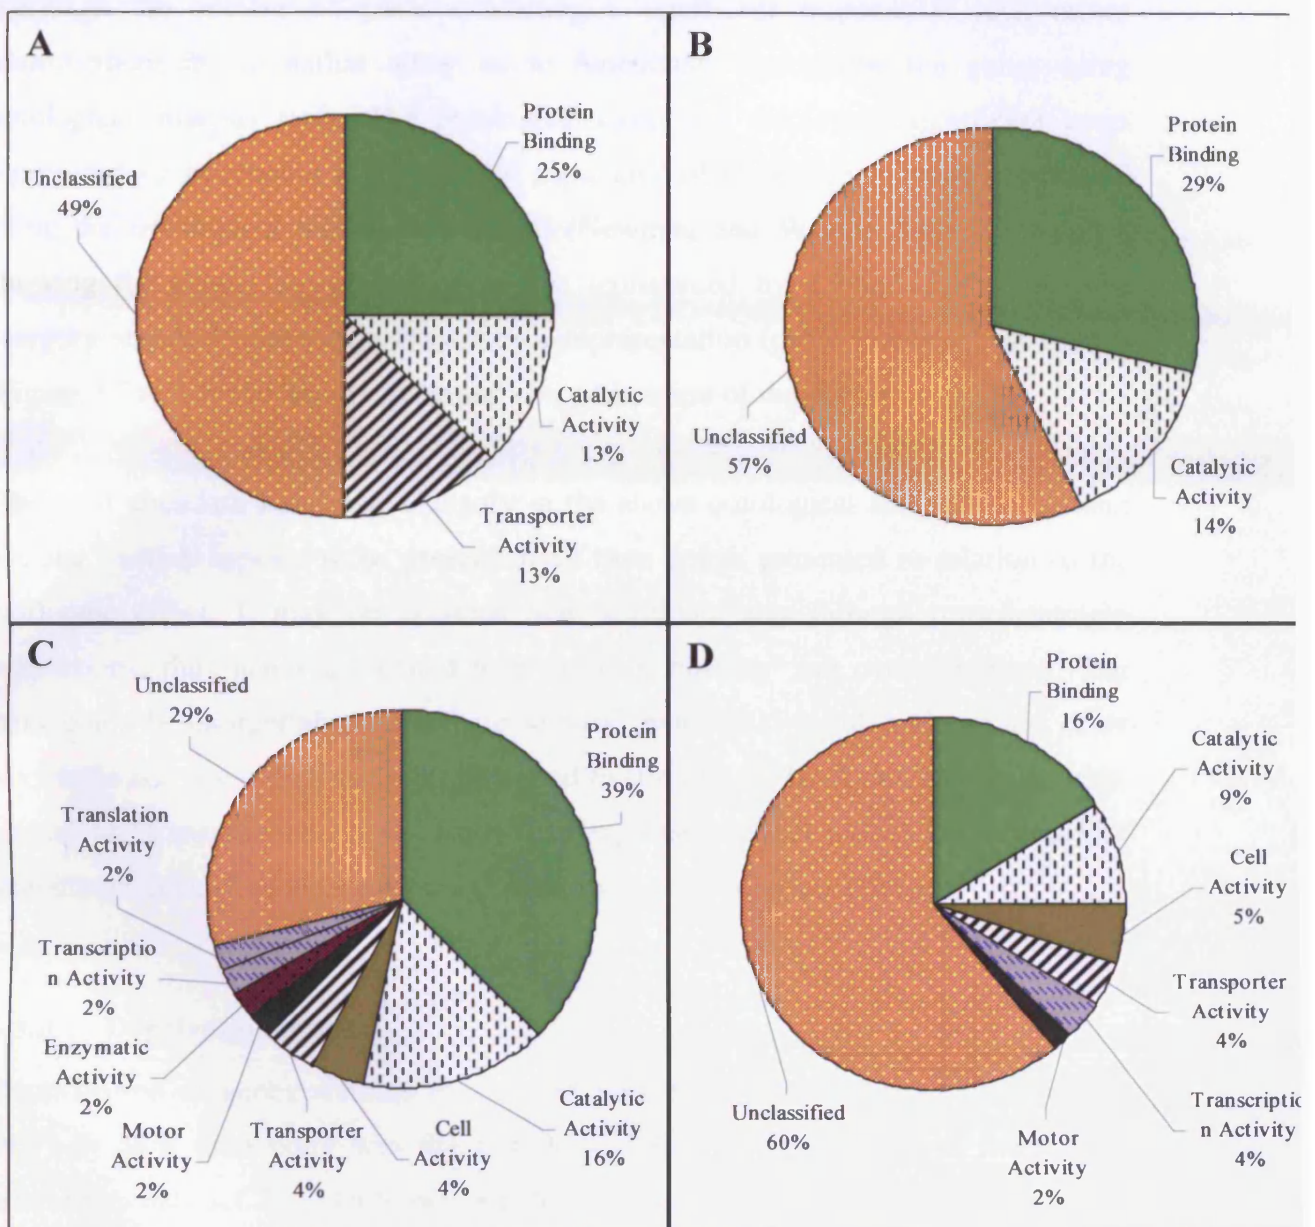 A
Protein
Binding
25%
Unclassified
49%
Catalytic
Activity
13%
Transporter
Activity
13%
B
Protein
Binding
29%
Unclassified
57%
Catalytic
Activity
14%
C
Unclassified
29%
Protein
Binding
39%
Translation
Activity
2%
Transcriptio
n Activity
2%
Enzymatic
Activity
2%
Motor
Activity
2%
Transporter
Activity
4%
Cell
Activity
4%
Catalytic
Activity
16%
D
Protein
Binding
16%
Catalytic
Activity
9%
Cell
Activity
5%
Transporter
Activity
4%
Transcriptio
n Activity
4%
Motor
Activity
2%
Unclassified
60%